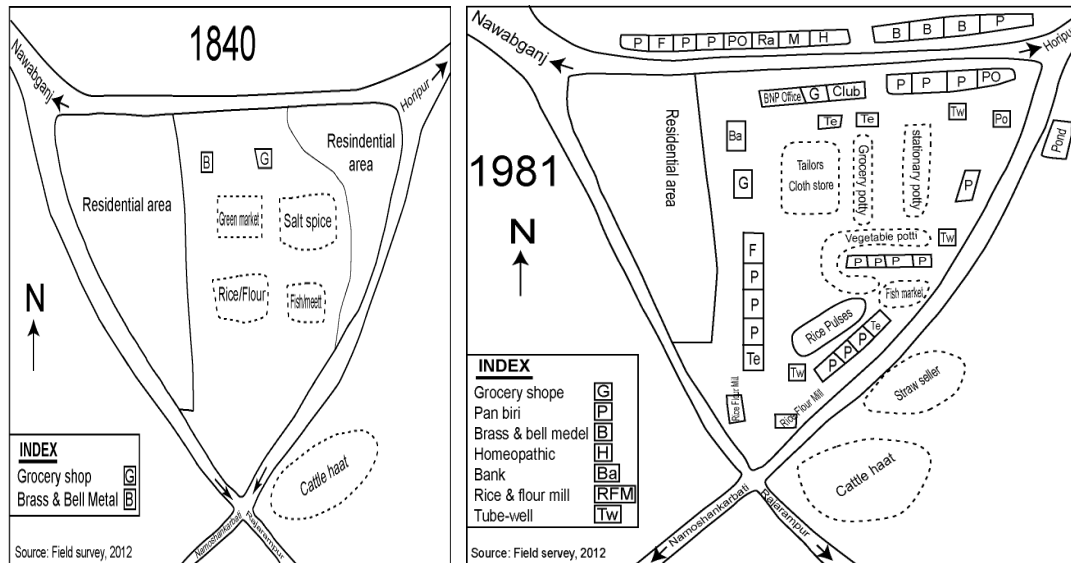 1840
Nawabganj
Horipur
Residential area
Resindential
area
B
G
Green market
Salt spice
Rice/Flour
Fish/meett
N
INDEX
Grocery shop G
Brass & Bell Metal B
Cattle haat
Namoshankarbati
Rajarampur
Source: Field survey, 2012
1981
Nawabganj
Horipur
P F P P PO Ra M H
B B B P
BNP Office G Club
P P P PO
Te
Te
Tw
Po
Pond
Residential area
Ba
G
Tailors
Cloth store
Grocery potty
stationary potty
P
Vegetable potti
Tw
P P P P
Fish market
F
P
P
P
Te
Rice Pulses
P P P Te
Tw
Rice Flour Mill
Rice Flour Mill
Straw seller
Cattle haat
N
INDEX
Grocery shope G
Pan biri P
Brass & bell medel B
Homeopathic H
Bank Ba
Rice & flour mill RFM
Tube-well Tw
Namoshankarbati
Rajarampur
Source: Field servey, 2012